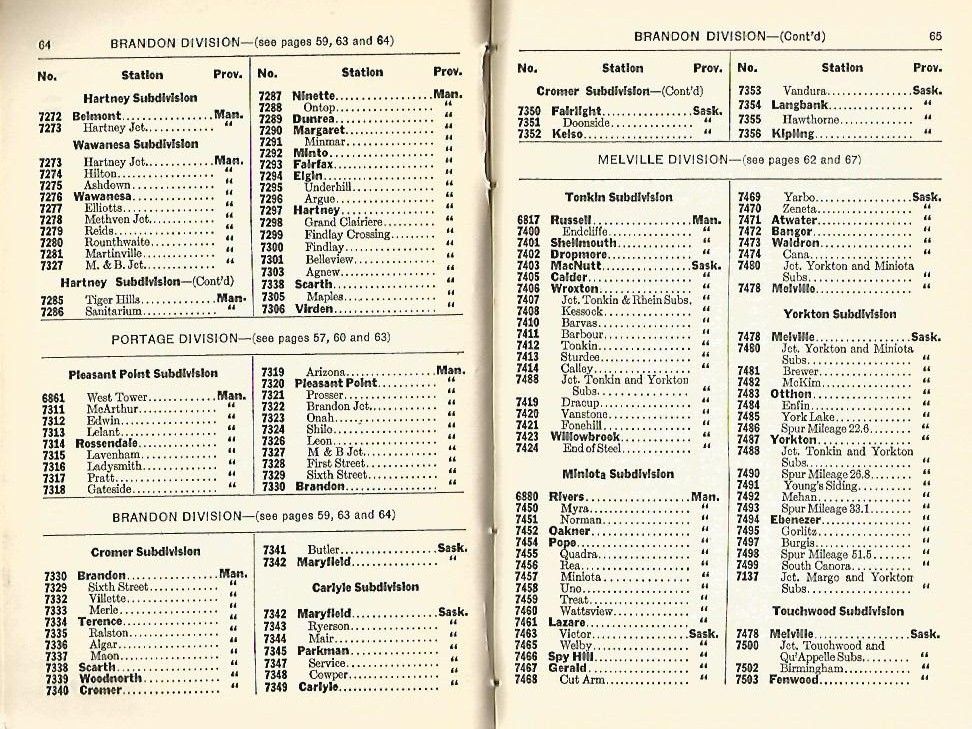 64 BRANDON DIVISION—(see pages 59, 63 and 64)
No. Station Prov.
Hartney Subdivision
7272 Belmont Man.
7273 Hartney Jct. "
Wawanesa Subdivision
7273 Hartney Jct. Man.
7274 Hilton "
7275 Ashdown "
7276 Wawanesa "
7277 Elliotts "
7278 Methven Jct. "
7279 Reids "
7280 Rounthwaite "
7281 Martinville "
7327 M. & B. Jct. "
Hartney Subdivision—(Cont'd)
7285 Tiger Hills Man.
7286 Sanitarium "
No. Station Prov.
7287 Ninette Man.
7288 Ontop "
7289 Dunrea "
7290 Margaret "
7291 Minmar "
7292 Minto "
7293 Fairfax "
7294 Elgin "
7295 Underhill "
7296 Argue "
7297 Hartney "
7298 Grand Clairiere "
7299 Findlay Crossing "
7300 Findlay "
7301 Belleview "
7303 Agnew "
7338 Scarth "
7305 Maples "
7306 Virden "
PORTAGE DIVISION—(see pages 57, 60 and 63)
Pleasant Point Subdivision
6861 West Tower Man.
7311 McArthur "
7312 Edwin "
7313 Lelant "
7314 Rossendale "
7315 Lavenham "
7316 Ladysmith "
7317 Pratt "
7318 Gateside "
7319 Arizona Man.
7320 Pleasant Point "
7321 Prosser "
7322 Brandon Jct. "
7323 Onah "
7324 Shilo "
7326 Leon "
7327 M & B Jct. "
7328 First Street "
7329 Sixth Street "
7330 Brandon "
BRANDON DIVISION—(see pages 59, 63 and 64)
Cromer Subdivision
7330 Brandon Man.
7329 Sixth Street "
7332 Villette "
7333 Merle "
7334 Terence "
7335 Ralston "
7336 Algar "
7337 Maon "
7338 Scarth "
7339 Woodnorth "
7340 Cromer "
7341 Butler Sask.
7342 Maryfield "
Carlyle Subdivision
7342 Maryfield Sask.
7343 Ryerson "
7344 Mair "
7345 Parkman "
7347 Service "
7348 Cowper "
7349 Carlyle "
BRANDON DIVISION—(Cont'd) 65
No. Station Prov.
Cromer Subdivision—(Cont'd)
7350 Fairlight Sask.
7351 Doonside "
7352 Kelso "
No. Station Prov.
7353 Vandura Sask.
7354 Langbank "
7355 Hawthorne "
7356 Kipling "
MELVILLE DIVISION—(see pages 62 and 67)
Tonkin Subdivision
6817 Russell Man.
7400 Endcliffe "
7401 Shellmouth "
7402 Dropmore "
7403 MacNutt Sask.
7405 Calder "
7406 Wroxton "
7407 Jct. Tonkin & Rhein Subs. "
7408 Kessock "
7410 Barvas "
7411 Barbour "
7412 Tonkin "
7413 Sturdee "
7414 Calley "
7488 Jct. Tonkin and Yorkton
Subs. "
7419 Dracup "
7420 Vanstone "
7421 Fonehill "
7423 Willowbrook "
7424 End of Steel "
Miniota Subdivision
6880 Rivers Man.
7450 Myra "
7451 Norman "
7452 Oakner "
7454 Pope "
7455 Quadra "
7456 Rea "
7457 Miniota "
7458 Uno "
7459 Treat "
7460 Wattsview "
7461 Lazare "
7463 Victor Sask.
7465 Welby "
7466 Spy Hill "
7467 Gerald "
7468 Cut Arm "
7469 Yarbo Sask.
7470 Zeneta "
7471 Atwater "
7472 Bangor "
7473 Waldron "
7474 Cana "
7480 Jct. Yorkton and Miniota
Subs. "
7478 Melville "
Yorkton Subdivision
7478 Melville Sask.
7480 Jct. Yorkton and Miniota
Subs. "
7481 Brewer "
7482 McKim "
7483 Otthon "
7484 Enfin "
7485 York Lake "
7486 Spur Mileage 22.6 "
7487 Yorkton "
7488 Jct. Tonkin and Yorkton
Subs. "
7490 Spur Mileage 26.8 "
7491 Young's Siding "
7492 Mehan "
7493 Spur Mileage 33.1 "
7494 Ebenezer "
7495 Gorlitz "
7497 Burgis "
7498 Spur Mileage 51.5 "
7499 South Canora "
7137 Jct. Margo and Yorkton
Subs. "
Touchwood Subdivision
7478 Melville Sask.
7500 Jct. Touchwood and
Qu'Appelle Subs. "
7502 Birmingham "
7503 Fenwood "